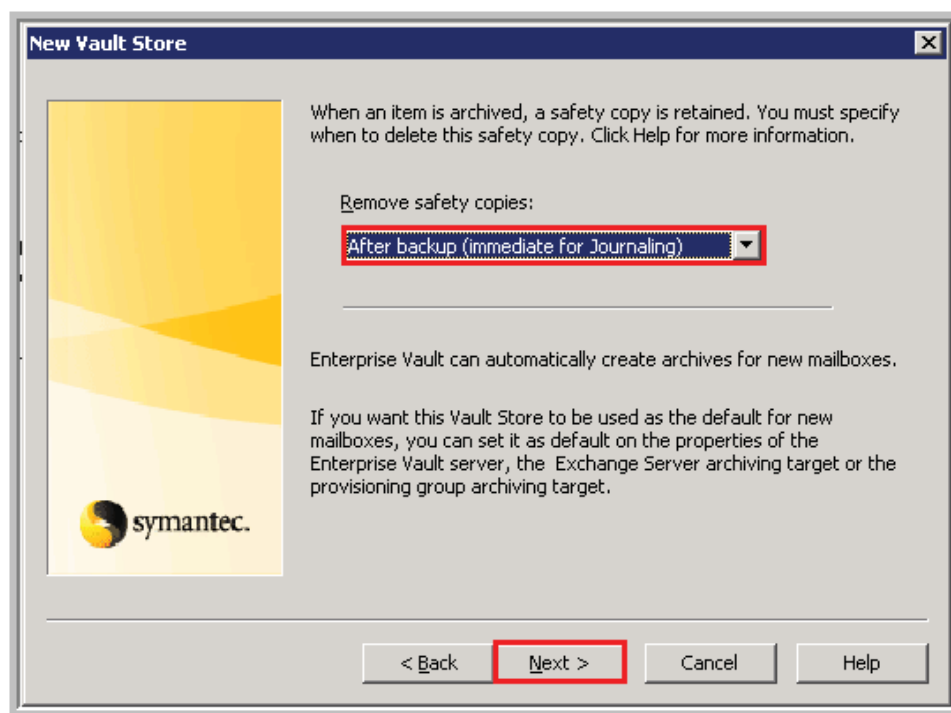 New Vault Store
When an item is archived, a safety copy is retained. You must specify
when to delete this safety copy. Click Help for more information.
Remove safety copies:
After backup (immediate for Journaling)
Enterprise Vault can automatically create archives for new mailboxes.
If you want this Vault Store to be used as the default for new
mailboxes, you can set it as default on the properties of the
Enterprise Vault server, the Exchange Server archiving target or the
provisioning group archiving target.
symantec.
< Back
Next >
Cancel
Help